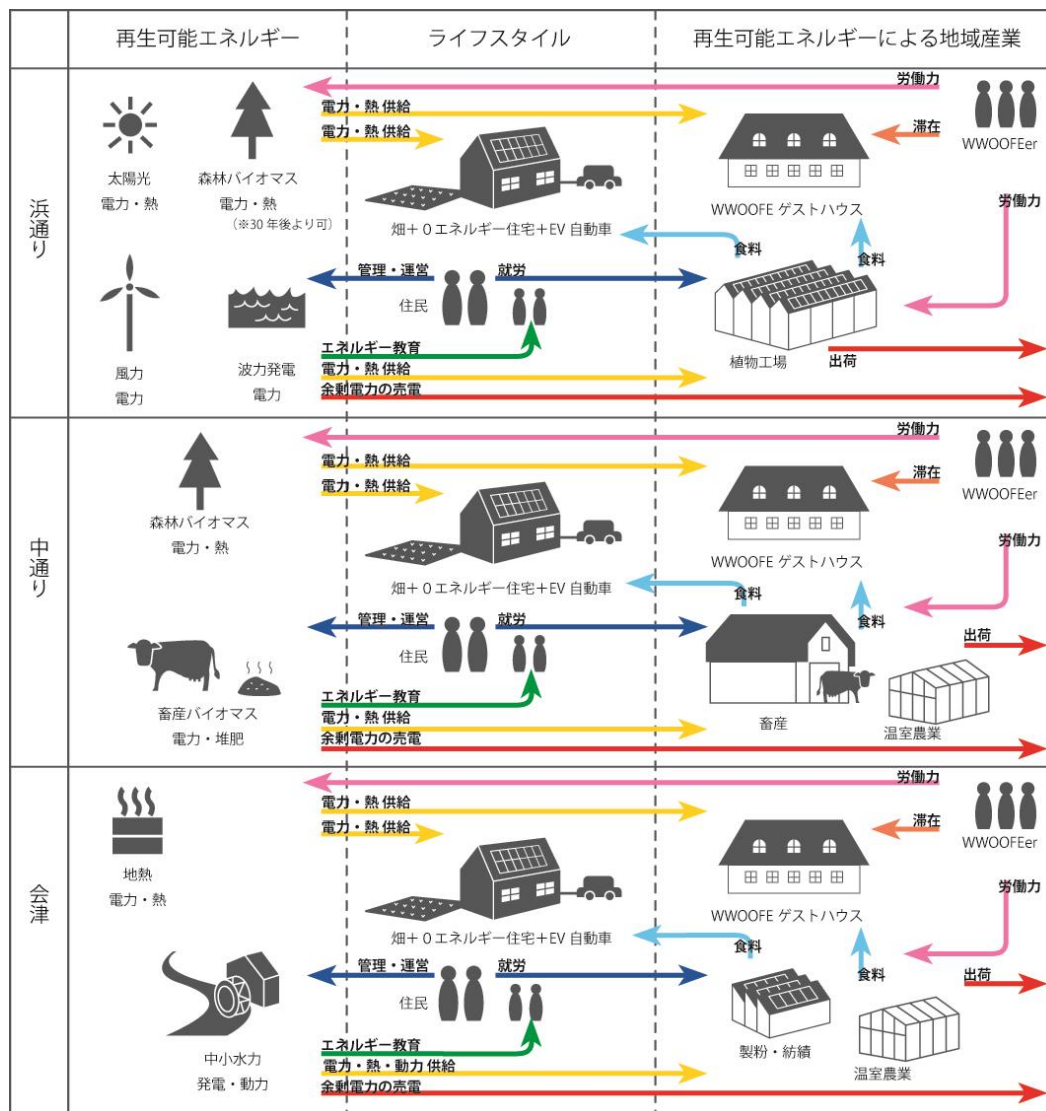 再生可能エネルギー
ライフスタイル
再生可能エネルギーによる地域産業
浜通り
労働力
電力・熱 供給
電力・熱 供給
滞在
WWOOFEer
太陽光
電力・熱
森林バイオマス
電力・熱
（※30 年後より可）
WWOOFE ゲストハウス
労働力
畑＋０エネルギー住宅＋EV 自動車
食料
食料
管理・運営
就労
住民
エネルギー教育
植物工場
出荷
風力
電力
波力発電
電力
電力・熱 供給
余剰電力の売電
中通り
労働力
電力・熱 供給
電力・熱 供給
滞在
WWOOFEer
森林バイオマス
電力・熱
WWOOFE ゲストハウス
労働力
畑＋０エネルギー住宅＋EV 自動車
食料
食料
管理・運営
就労
出荷
住民
エネルギー教育
畜産バイオマス
電力・堆肥
電力・熱 供給
畜産
温室農業
余剰電力の売電
会津
労働力
電力・熱 供給
電力・熱 供給
滞在
WWOOFEer
地熱
電力・熱
WWOOFE ゲストハウス
労働力
畑＋０エネルギー住宅＋EV 自動車
食料
食料
管理・運営
就労
出荷
住民
エネルギー教育
製粉・紡績
中小水力
発電・動力
電力・熱・動力 供給
温室農業
余剰電力の売電